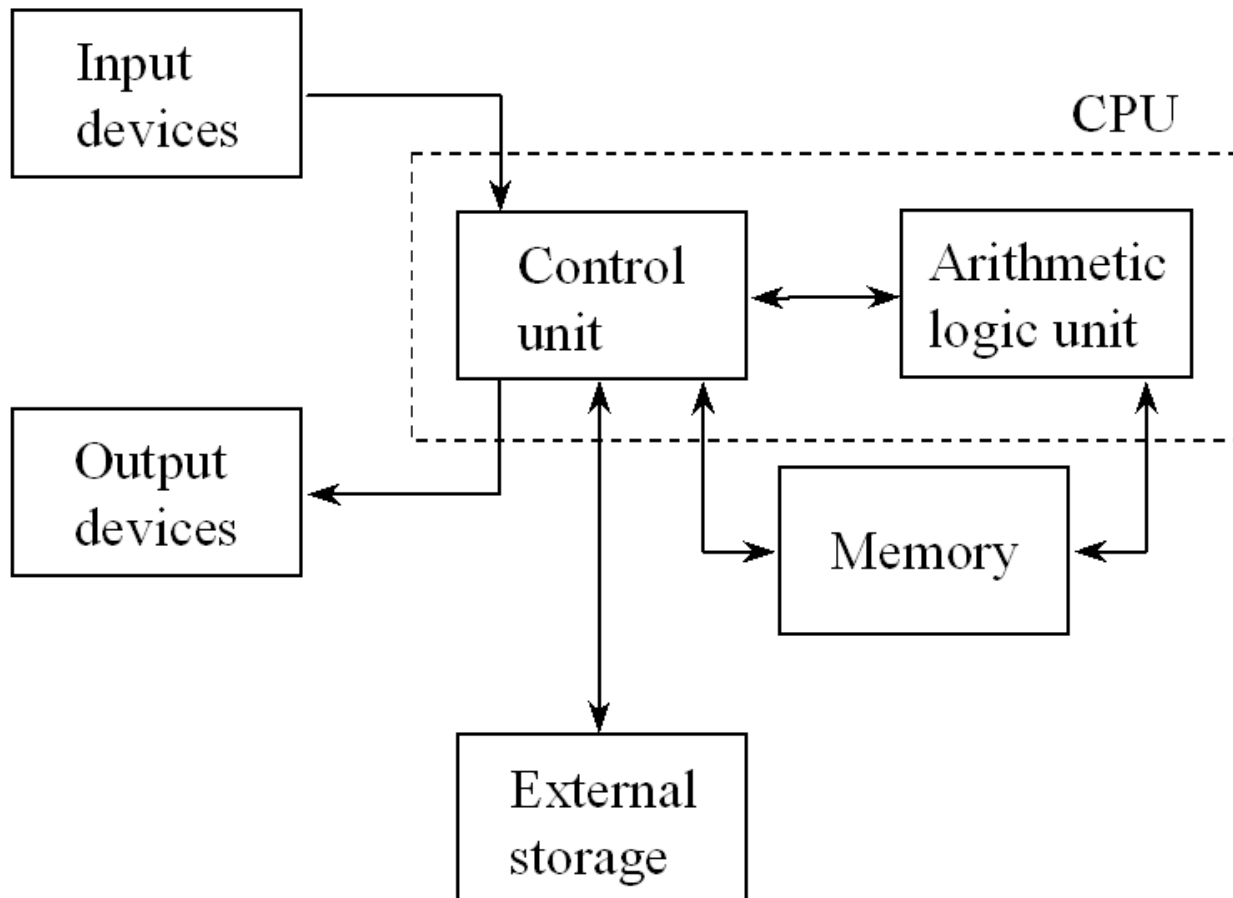 Input
devices
CPU
Control
unit
Arithmetic
logic unit
Output
devices
Memory
External
storage